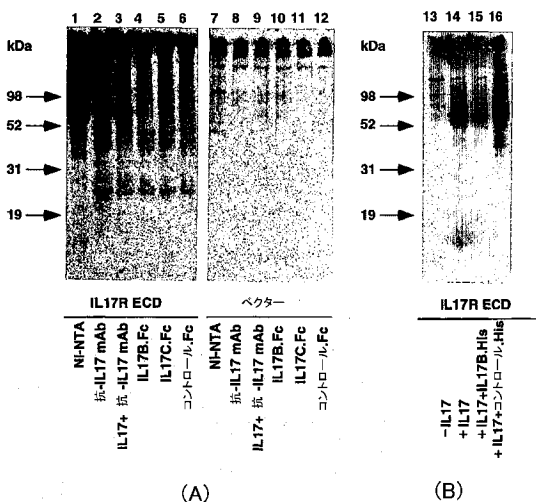 1 2 3 4 5 6 7 8 9 10 11 12
kDa
98
52
31
19
IL17R ECD
ベクター
NI-NTA
抗-IL17 mAb
IL17+ 抗-IL17 mAb
IL17B.Fc
IL17C.Fc
コントロール.Fc
NI-NTA
抗-IL17 mAb
IL17+ 抗-IL17 mAb
IL17B.Fc
IL17C.Fc
コントロール.Fc
(A)
13 14 15 16
kDa
98
52
31
19
IL17R ECD
-IL17
+IL17
+IL17+IL17B.His
+IL17+コントロール.His
(B)